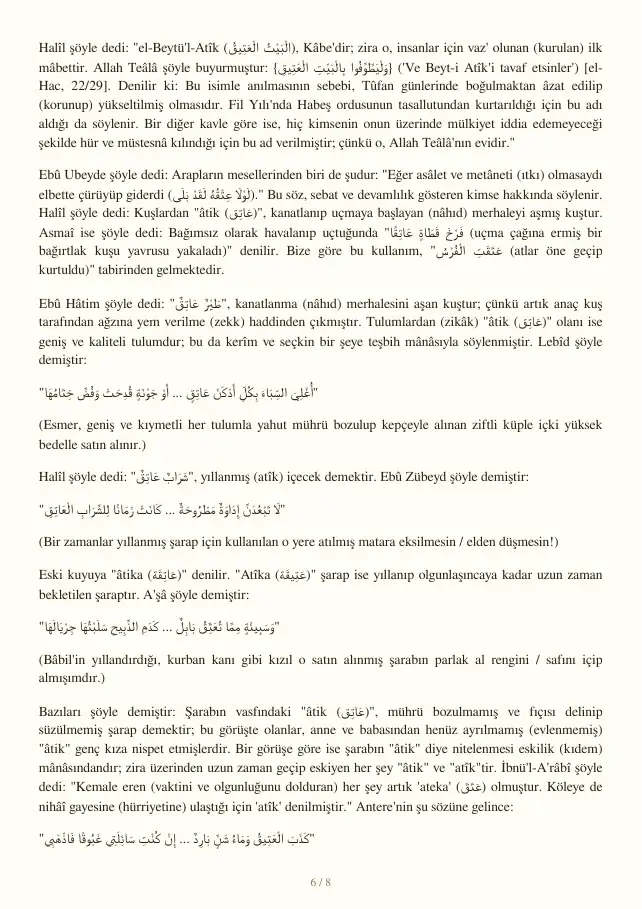 Halîl şöyle dedi: "el-Beytü'l-Atîk (الْبَيْتُ الْعَتِيقُ), Kâbe'dir; zira o, insanlar için vaz' olunan (kurulan) ilk
mâbettir. Allah Teâlâ şöyle buyurmuştur: {وَلْيَطَّوَّفُوا بِالْبَيْتِ الْعَتِيقِ} ('Ve Beyt-i Atîk'i tavaf etsinler') [el-
Hac, 22/29]. Denilir ki: Bu isimle anılmasının sebebi, Tûfan günlerinde boğulmaktan âzat edilip
(korunup) yükseltilmiş olmasıdır. Fil Yılı'nda Habeş ordusunun tasallutundan kurtarıldığı için bu adı
aldığı da söylenir. Bir diğer kavle göre ise, hiç kimsenin onun üzerinde mülkiyet iddia edemeyeceği
şekilde hür ve müstesnâ kılındığı için bu ad verilmiştir; çünkü o, Allah Teâlâ'nın evidir."
Ebû Ubeyde şöyle dedi: Arapların mesellerinden biri de şudur: "Eğer asâlet ve metâneti (ıtkı) olmasaydı
elbette çürüyüp giderdi (لَوْلَا عِتْقُهُ لَقَدْ بَلَى)." Bu söz, sebat ve devamlılık gösteren kimse hakkında söylenir.
Halîl şöyle dedi: Kuşlardan "âtik (عَاتِق)", kanatlanıp uçmaya başlayan (nâhıd) merhaleyi aşmış kuştur.
Asmaî ise şöyle dedi: Bağımsız olarak havalanıp uçtuğunda "فَرْخَ قَطَاةٍ عَاتِقًا (uçma çağına ermiş bir
bağırtlak kuşu yavrusu yakaladı)" denilir. Bize göre bu kullanım, "عَتَقَتِ الْفَرَسُ (atlar öne geçip
kurtuldu)" tabirinden gelmektedir.
Ebû Hâtim şöyle dedi: "طَيْرٌ عَاتِقٌ", kanatlanma (nâhıd) merhalesini aşan kuştur; çünkü artık anaç kuş
tarafından ağzına yem verilme (zekk) haddinden çıkmıştır. Tulumlardan (zikâk) "âtik (عَاتِق)" olanı ise
geniş ve kaliteli tulumdur; bu da kerîm ve seçkin bir şeye teşbih mânâsıyla söylenmiştir. Lebîd şöyle
demiştir:
"أُغْلِي السِّبَاءَ بِكُلِّ أَدْكَنَ عَاتِقٍ ... أَوْ جَوْنَةٍ قُدِحَتْ وَفُضَّ خِتَامُهَا"
(Esmer, geniş ve kıymetli her tulumla yahut mührü bozulup kepçeyle alınan ziftli küple içki yüksek
bedelle satın alınır.)
Halîl şöyle dedi: "شَرَابٌ عَاتِقٌ", yıllanmış (atîk) içecek demektir. Ebû Zübeyd şöyle demiştir:
"لَا تَبْعُدَنَّ إِدَاوَةٌ مَطْرُوحَةٌ ... كَانَتْ زَمَانًا لِلشَّرَابِ الْعَاتِقِ"
(Bir zamanlar yıllanmış şarap için kullanılan o yere atılmış matara eksilmesin / elden düşmesin!)
Eski kuyuya "âtika (عَاتِقَة)" denilir. "Atîka (عَتِيقَة)" şarap ise yıllanıp olgunlaşıncaya kadar uzun zaman
bekletilen şaraptır. A'şâ şöyle demiştir:
"وَسَبِيئَةٍ مِمَّا تُعَتِّقُ بَابِلٌ ... كَدَمِ الذَّبِيحِ سَلَبْتُهَا جِرْيَالَهَا"
(Bâbil'in yıllandırdığı, kurban kanı gibi kızıl o satın alınmış şarabın parlak al rengini / safını içip
almışımdır.)
Bazıları şöyle demiştir: Şarabın vasfındaki "âtik (عَاتِق)", mührü bozulmamış ve fıçısı delinip
süzülmemiş şarap demektir; bu görüşte olanlar, anne ve babasından henüz ayrılmamış (evlenmemiş)
"âtik" genç kıza nispet etmişlerdir. Bir görüşe göre ise şarabın "âtik" diye nitelenmesi eskilik (kıdem)
mânâsındandır; zira üzerinden uzun zaman geçip eskiyen her şey "âtik" ve "atîk"tir. İbnü'l-A'râbî şöyle
dedi: "Kemale eren (vaktini ve olgunluğunu dolduran) her şey artık 'ateka' (عَتَقَ) olmuştur. Köleye de
nihâî gayesine (hürriyetine) ulaştığı için 'atîk' denilmiştir." Antere'nin şu sözüne gelince:
"كَذَبَ الْعَتِيقُ وَمَاءُ شَنٍّ بَارِدٌ ... إِنْ كُنْتِ سَائِلَتِي غَبُوقًا فَاذْهَبِي"
6 / 8